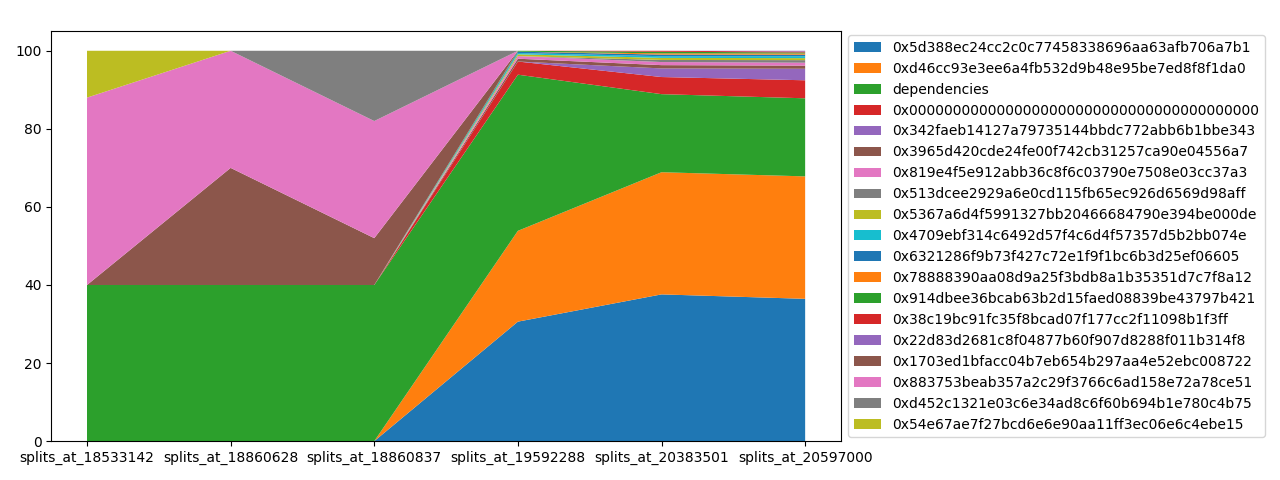 100
80
60
40
20
0
splits_at_18533142 splits_at_18860628 splits_at_18860837 splits_at_19592288 splits_at_20383501 splits_at_20597000
0x5d388ec24cc2c0c77458338696aa63afb706a7b1
0xd46cc93e3ee6a4fb532d9b48e95be7ed8f8f1da0
dependencies
0x0000000000000000000000000000000000000000
0x342faeb14127a79735144bbdc772abb6b1bbe343
0x3965d420cde24fe00f742cb31257ca90e04556a7
0x819e4f5e912abb36c8f6c03790e7508e03cc37a3
0x513dcee2929a6e0cd115fb65ec926d6569d98aff
0x5367a6d4f5991327bb20466684790e394be000de
0x4709ebf314c6492d57f4c6d4f57357d5b2bb074e
0x6321286f9b73f427c72e1f9f1bc6b3d25ef06605
0x78888390aa08d9a25f3bdb8a1b35351d7c7f8a12
0x914dbee36bcab63b2d15faed08839be43797b421
0x38c19bc91fc35f8bcad07f177cc2f11098b1f3ff
0x22d83d2681c8f04877b60f907d8288f011b314f8
0x1703ed1bfacc04b7eb654b297aa4e52ebc008722
0x883753beab357a2c29f3766c6ad158e72a78ce51
0xd452c1321e03c6e34ad8c6f60b694b1e780c4b75
0x54e67ae7f27bcd6e6e90aa11ff3ec06e6c4ebe15